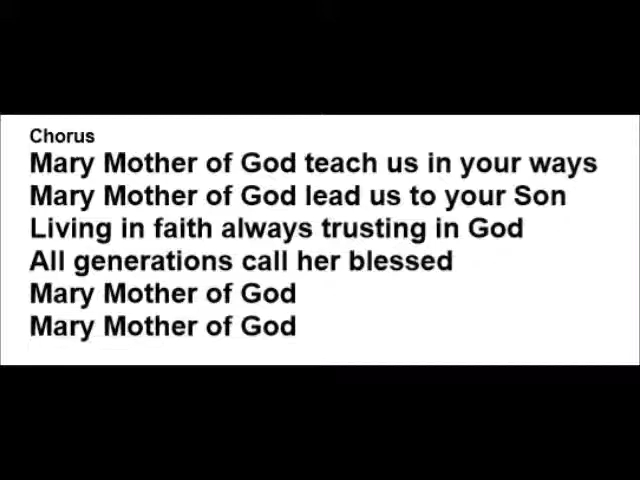 Chorus
Mary Mother of God teach us in your ways
Mary Mother of God lead us to your Son
Living in faith always trusting in God
All generations call her blessed
Mary Mother of God
Mary Mother of God